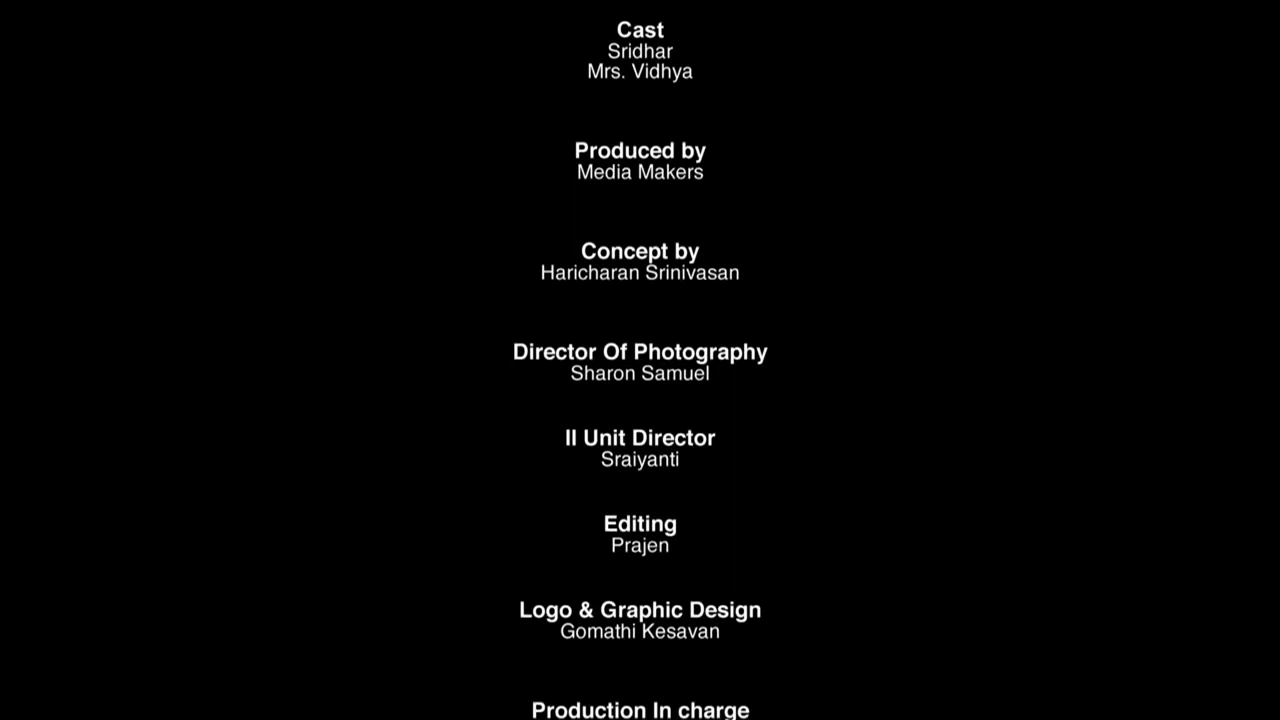 Cast
Sridhar
Mrs. Vidhya
Produced by
Media Makers
Concept by
Haricharan Srinivasan
Director Of Photography
Sharon Samuel
II Unit Director
Sraiyanti
Editing
Prajen
Logo & Graphic Design
Gomathi Kesavan
Production In charge